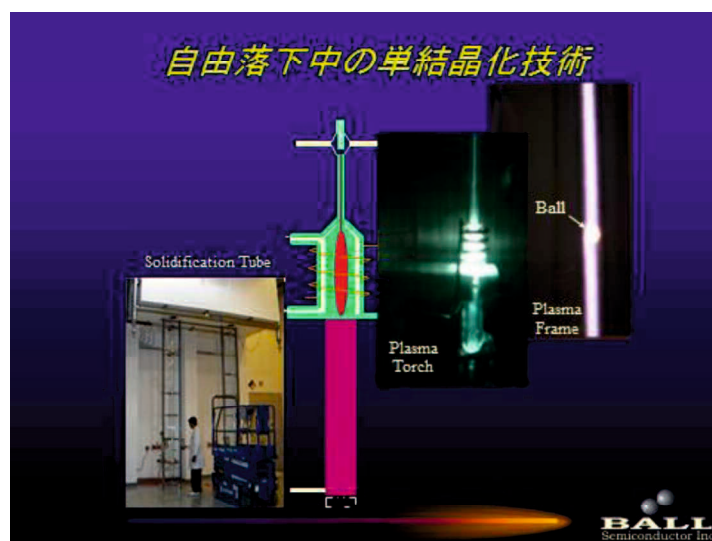 自由落下中の単結晶化技術
Ball
Solidification Tube
Plasma
Frame
Plasma
Torch
BALL
Semiconductor Inc